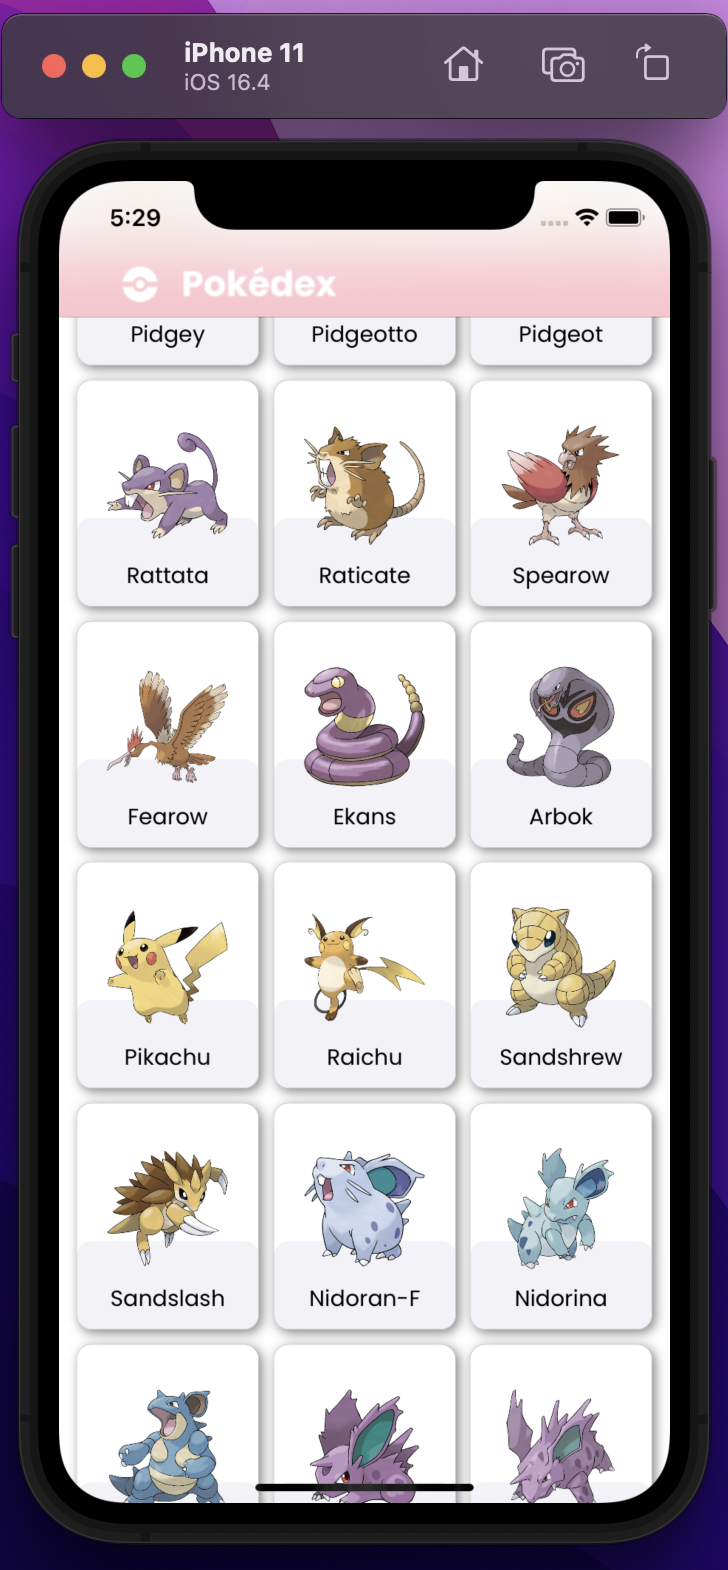 iPhone 11
iOS 16.4
5:29
Pokédex
Pidgey Pidgeotto Pidgeot
Rattata Raticate Spearow
Fearow Ekans Arbok
Pikachu Raichu Sandshrew
Sandslash Nidoran-F Nidorina